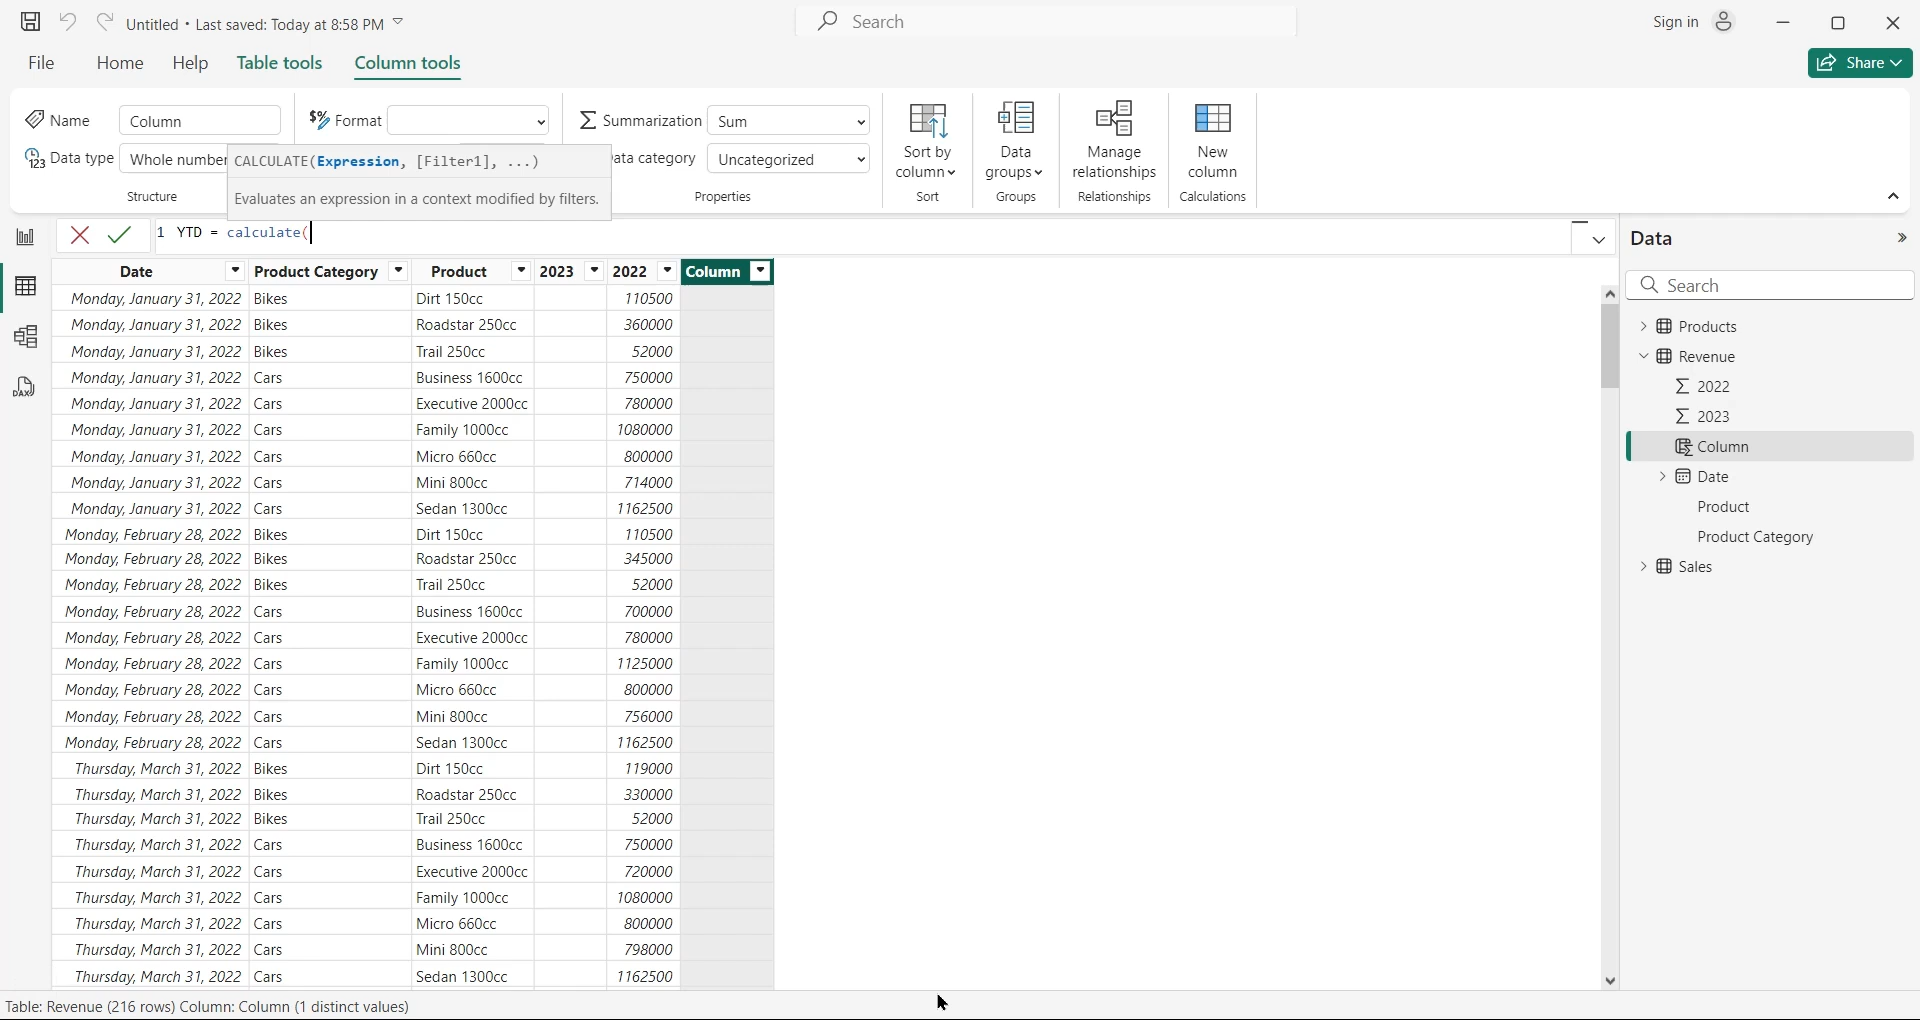 Untitled • Last saved: Today at 8:58 PM
Search
Sign in
File Home Help Table tools Column tools
Share
Name Column
$% Format
Σ Summarization Sum
Data type Whole number
ata category Uncategorized
Structure
Properties
CALCULATE(Expression, [Filter1], ...)
Evaluates an expression in a context modified by filters.
Sort by
column
Sort
Data
groups
Groups
Manage
relationships
Relationships
New
column
Calculations
1 YTD = calculate(
Date Product Category Product 2023 2022 Column
Monday, January 31, 2022 Bikes Dirt 150cc 110500
Monday, January 31, 2022 Bikes Roadstar 250cc 360000
Monday, January 31, 2022 Bikes Trail 250cc 52000
Monday, January 31, 2022 Cars Business 1600cc 750000
Monday, January 31, 2022 Cars Executive 2000cc 780000
Monday, January 31, 2022 Cars Family 1000cc 1080000
Monday, January 31, 2022 Cars Micro 660cc 800000
Monday, January 31, 2022 Cars Mini 800cc 714000
Monday, January 31, 2022 Cars Sedan 1300cc 1162500
Monday, February 28, 2022 Bikes Dirt 150cc 110500
Monday, February 28, 2022 Bikes Roadstar 250cc 345000
Monday, February 28, 2022 Bikes Trail 250cc 52000
Monday, February 28, 2022 Cars Business 1600cc 700000
Monday, February 28, 2022 Cars Executive 2000cc 780000
Monday, February 28, 2022 Cars Family 1000cc 1125000
Monday, February 28, 2022 Cars Micro 660cc 800000
Monday, February 28, 2022 Cars Mini 800cc 756000
Monday, February 28, 2022 Cars Sedan 1300cc 1162500
Thursday, March 31, 2022 Bikes Dirt 150cc 119000
Thursday, March 31, 2022 Bikes Roadstar 250cc 330000
Thursday, March 31, 2022 Bikes Trail 250cc 52000
Thursday, March 31, 2022 Cars Business 1600cc 750000
Thursday, March 31, 2022 Cars Executive 2000cc 720000
Thursday, March 31, 2022 Cars Family 1000cc 1080000
Thursday, March 31, 2022 Cars Micro 660cc 800000
Thursday, March 31, 2022 Cars Mini 800cc 798000
Thursday, March 31, 2022 Cars Sedan 1300cc 1162500
Data
Search
Products
Revenue
Σ 2022
Σ 2023
Column
Date
Product
Product Category
Sales
DAX
Table: Revenue (216 rows) Column: Column (1 distinct values)